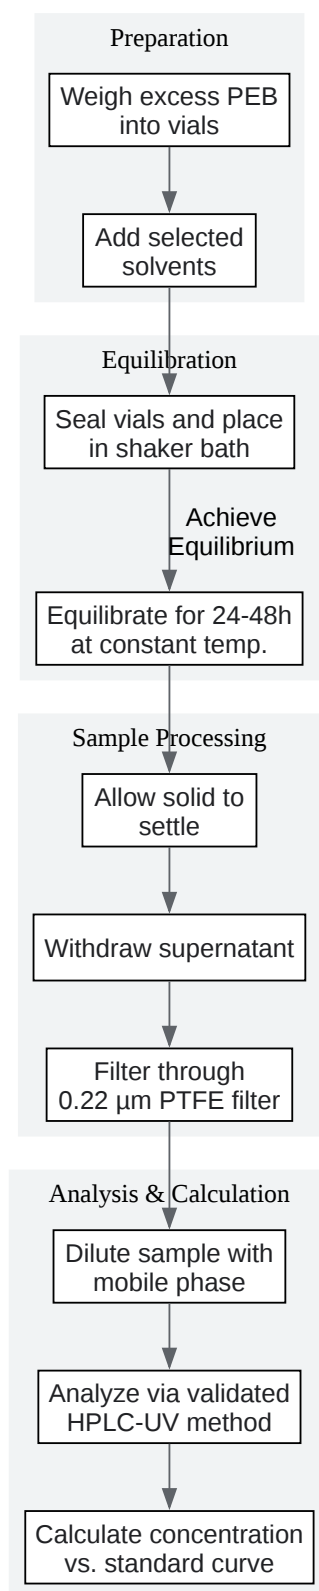 Preparation
Weigh excess PEB
into vials
Add selected
solvents
Equilibration
Seal vials and place
in shaker bath
Achieve
Equilibrium
Equilibrate for 24-48h
at constant temp.
Sample Processing
Allow solid to
settle
Withdraw supernatant
Filter through
0.22 µm PTFE filter
Analysis & Calculation
Dilute sample with
mobile phase
Analyze via validated
HPLC-UV method
Calculate concentration
vs. standard curve